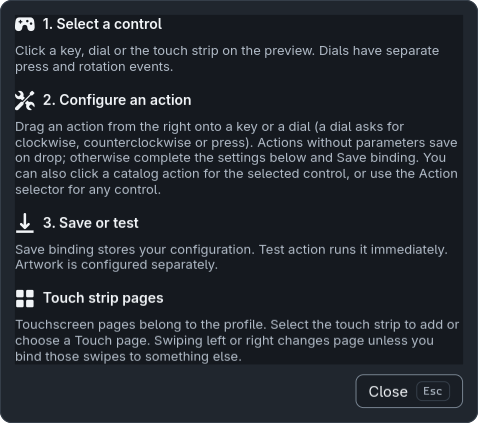 1. Select a control
Click a key, dial or the touch strip on the preview. Dials have separate
press and rotation events.
2. Configure an action
Drag an action from the right onto a key or a dial (a dial asks for
clockwise, counterclockwise or press). Actions without parameters save
on drop; otherwise complete the settings below and Save binding. You
can also click a catalog action for the selected control, or use the Action
selector for any control.
3. Save or test
Save binding stores your configuration. Test action runs it immediately.
Artwork is configured separately.
Touch strip pages
Touchscreen pages belong to the profile. Select the touch strip to add or
choose a Touch page. Swiping left or right changes page unless you
bind those swipes to something else.
Close Esc